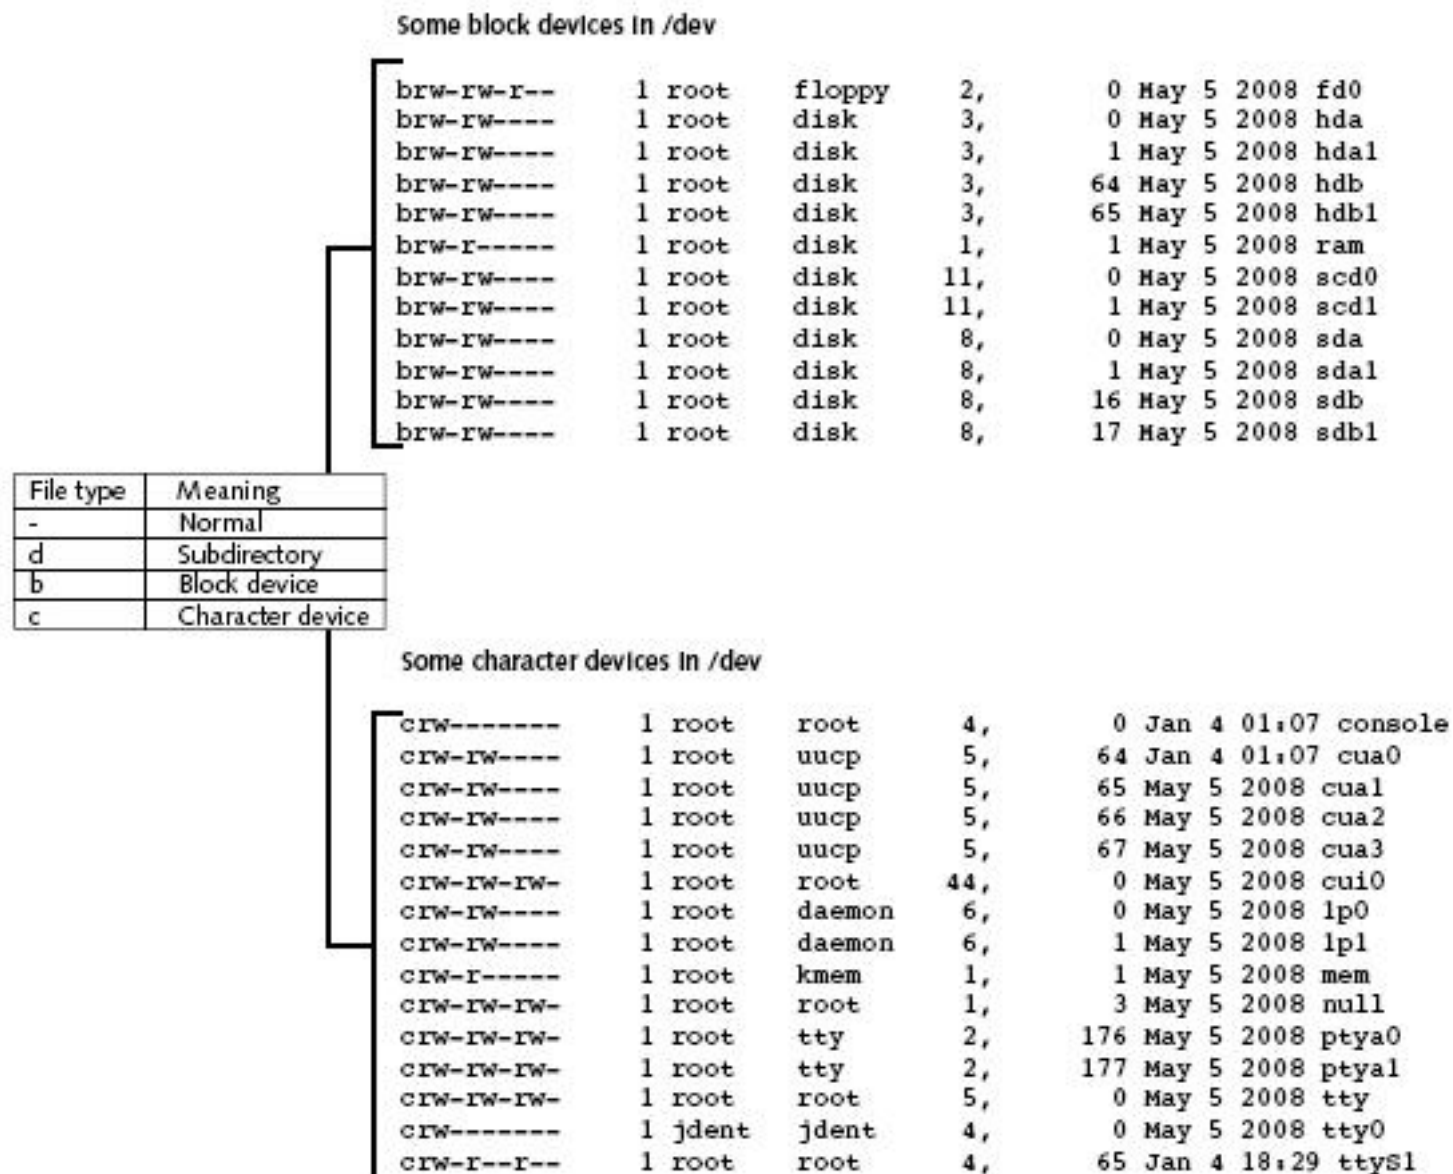 Some block devices in /dev
brw-rw-r-- 1 root floppy 2, 0 May 5 2008 fd0
brw-rw---- 1 root disk 3, 0 May 5 2008 hda
brw-rw---- 1 root disk 3, 1 May 5 2008 hda1
brw-rw---- 1 root disk 3, 64 May 5 2008 hdb
brw-rw---- 1 root disk 3, 65 May 5 2008 hdb1
brw-r----- 1 root disk 1, 1 May 5 2008 ram
brw-rw---- 1 root disk 11, 0 May 5 2008 scd0
brw-rw---- 1 root disk 11, 1 May 5 2008 scd1
brw-rw---- 1 root disk 8, 0 May 5 2008 sda
brw-rw---- 1 root disk 8, 1 May 5 2008 sda1
brw-rw---- 1 root disk 8, 16 May 5 2008 sdb
brw-rw---- 1 root disk 8, 17 May 5 2008 sdb1
File type Meaning
- Normal
d Subdirectory
b Block device
c Character device
Some character devices in /dev
crw------- 1 root root 4, 0 Jan 4 01:07 console
crw-rw---- 1 root uucp 5, 64 Jan 4 01:07 cua0
crw-rw---- 1 root uucp 5, 65 May 5 2008 cua1
crw-rw---- 1 root uucp 5, 66 May 5 2008 cua2
crw-rw---- 1 root uucp 5, 67 May 5 2008 cua3
crw-rw-rw- 1 root root 44, 0 May 5 2008 cui0
crw-rw---- 1 root daemon 6, 0 May 5 2008 lp0
crw-rw---- 1 root daemon 6, 1 May 5 2008 lp1
crw-r----- 1 root kmem 1, 1 May 5 2008 mem
crw-rw-rw- 1 root root 1, 3 May 5 2008 null
crw-rw-rw- 1 root tty 2, 176 May 5 2008 ptya0
crw-rw-rw- 1 root tty 2, 177 May 5 2008 ptya1
crw-rw-rw- 1 root root 5, 0 May 5 2008 tty
crw------- 1 jdent jdent 4, 0 May 5 2008 tty0
crw-r--r-- 1 root root 4, 65 Jan 4 18:29 ttyS1